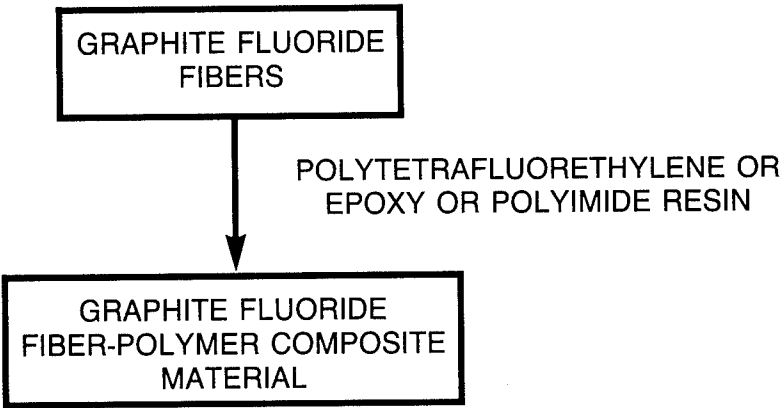 GRAPHITE FLUORIDE
FIBERS
POLYTETRAFLUORETHYLENE OR
EPOXY OR POLYIMIDE RESIN
GRAPHITE FLUORIDE
FIBER-POLYMER COMPOSITE
MATERIAL